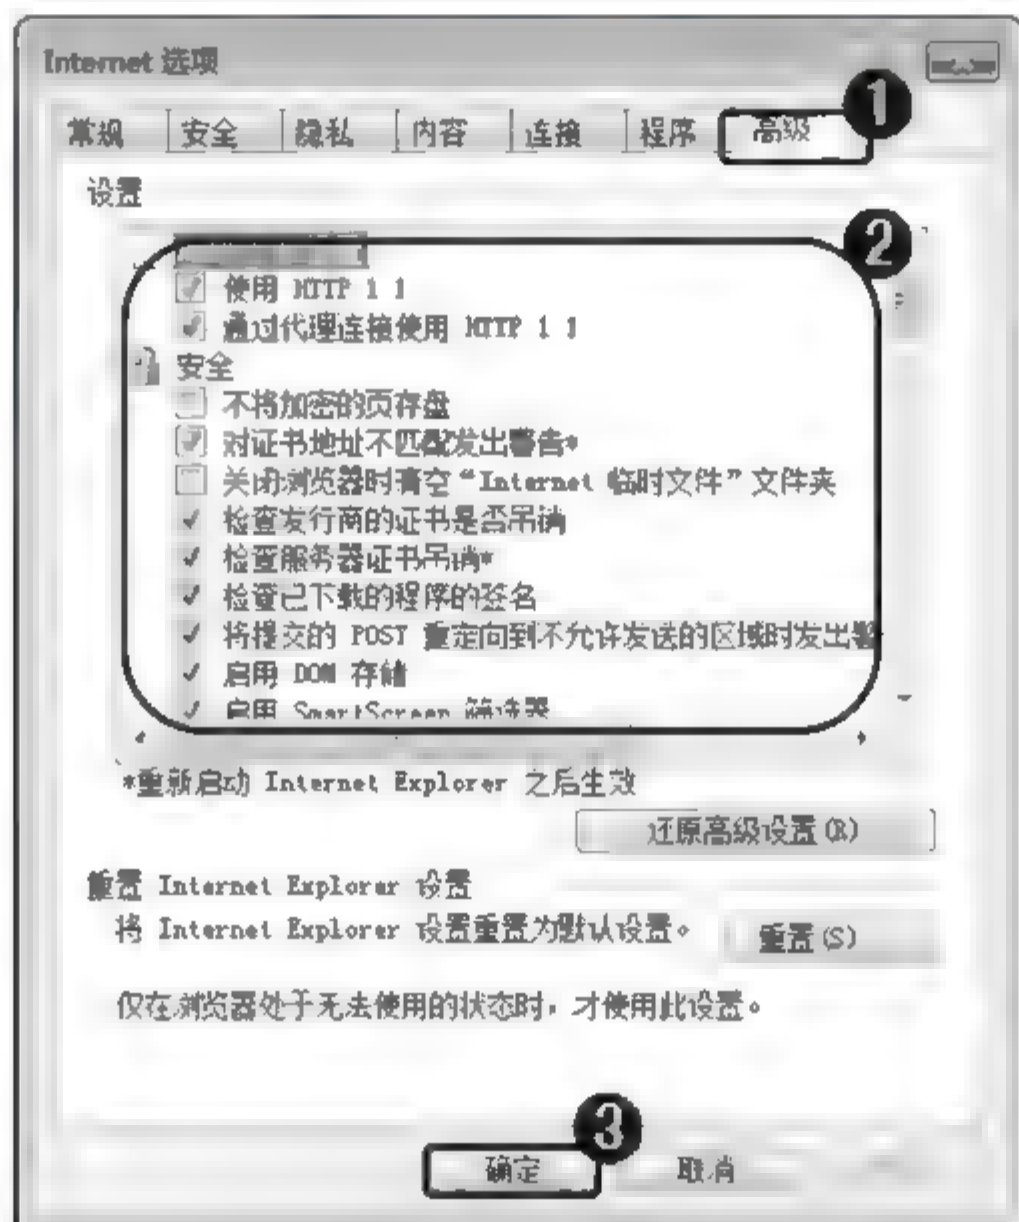 Internet 选项
常规 安全 隐私 内容 连接 程序 高级
1
设置
2
使用 HTTP 1 1
通过代理连接使用 HTTP 1 1
安全
不将加密的页存盘
对证书地址不匹配发出警告*
关闭浏览器时清空“Internet 临时文件”文件夹
检查发行商的证书是否吊销
检查服务器证书吊销*
检查已下载的程序的签名
将提交的 POST 重定向到不允许发送的区域时发出警
启用 DOM 存储
启用 SmartScreen 筛选器
*重新启动 Internet Explorer 之后生效
还原高级设置(R)
重置 Internet Explorer 设置
将 Internet Explorer 设置重置为默认设置。
重置(S)
仅在浏览器处于无法使用的状态时，才使用此设置。
3
确定 取消